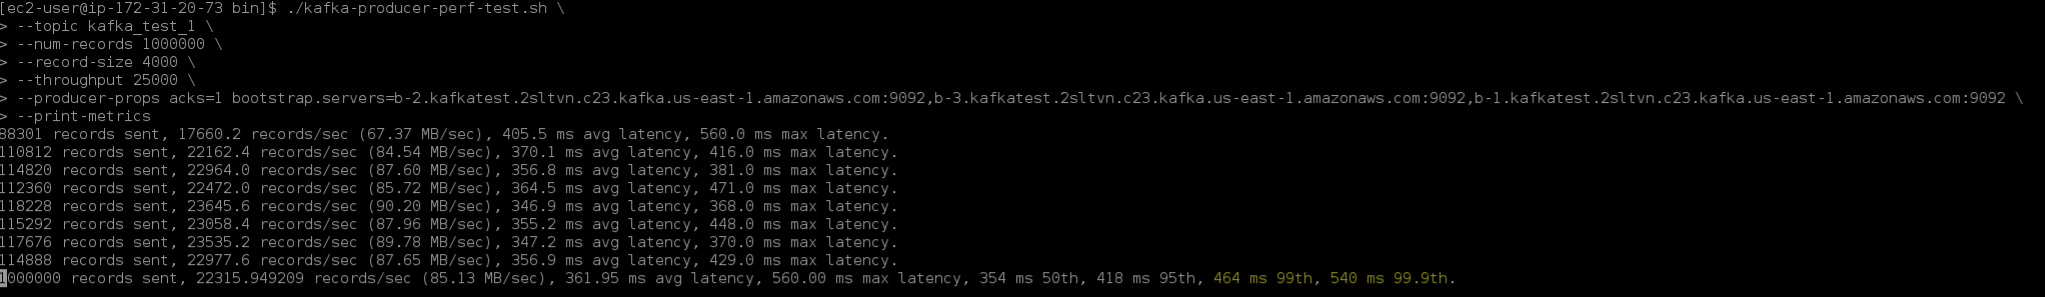 [ec2-user@ip-172-31-20-73 bin]$ ./kafka-producer-perf-test.sh \
> --topic kafka_test_1 \
> --num-records 1000000 \
> --record-size 4000 \
> --throughput 25000 \
> --producer-props acks=1 bootstrap.servers=b-2.kafkatest.2sltvn.c23.kafka.us-east-1.amazonaws.com:9092,b-3.kafkatest.2sltvn.c23.kafka.us-east-1.amazonaws.com:9092,b-1.kafkatest.2sltvn.c23.kafka.us-east-1.amazonaws.com:9092 \
> --print-metrics
88301 records sent, 17660.2 records/sec (67.37 MB/sec), 405.5 ms avg latency, 560.0 ms max latency.
110812 records sent, 22162.4 records/sec (84.54 MB/sec), 370.1 ms avg latency, 416.0 ms max latency.
114820 records sent, 22964.0 records/sec (87.60 MB/sec), 356.8 ms avg latency, 381.0 ms max latency.
112360 records sent, 22472.0 records/sec (85.72 MB/sec), 364.5 ms avg latency, 471.0 ms max latency.
118228 records sent, 23645.6 records/sec (90.20 MB/sec), 346.9 ms avg latency, 368.0 ms max latency.
115292 records sent, 23058.4 records/sec (87.96 MB/sec), 355.2 ms avg latency, 448.0 ms max latency.
117676 records sent, 23535.2 records/sec (89.78 MB/sec), 347.2 ms avg latency, 370.0 ms max latency.
114888 records sent, 22977.6 records/sec (87.65 MB/sec), 356.9 ms avg latency, 429.0 ms max latency.
1000000 records sent, 22315.949209 records/sec (85.13 MB/sec), 361.95 ms avg latency, 560.00 ms max latency, 354 ms 50th, 418 ms 95th, 464 ms 99th, 540 ms 99.9th.